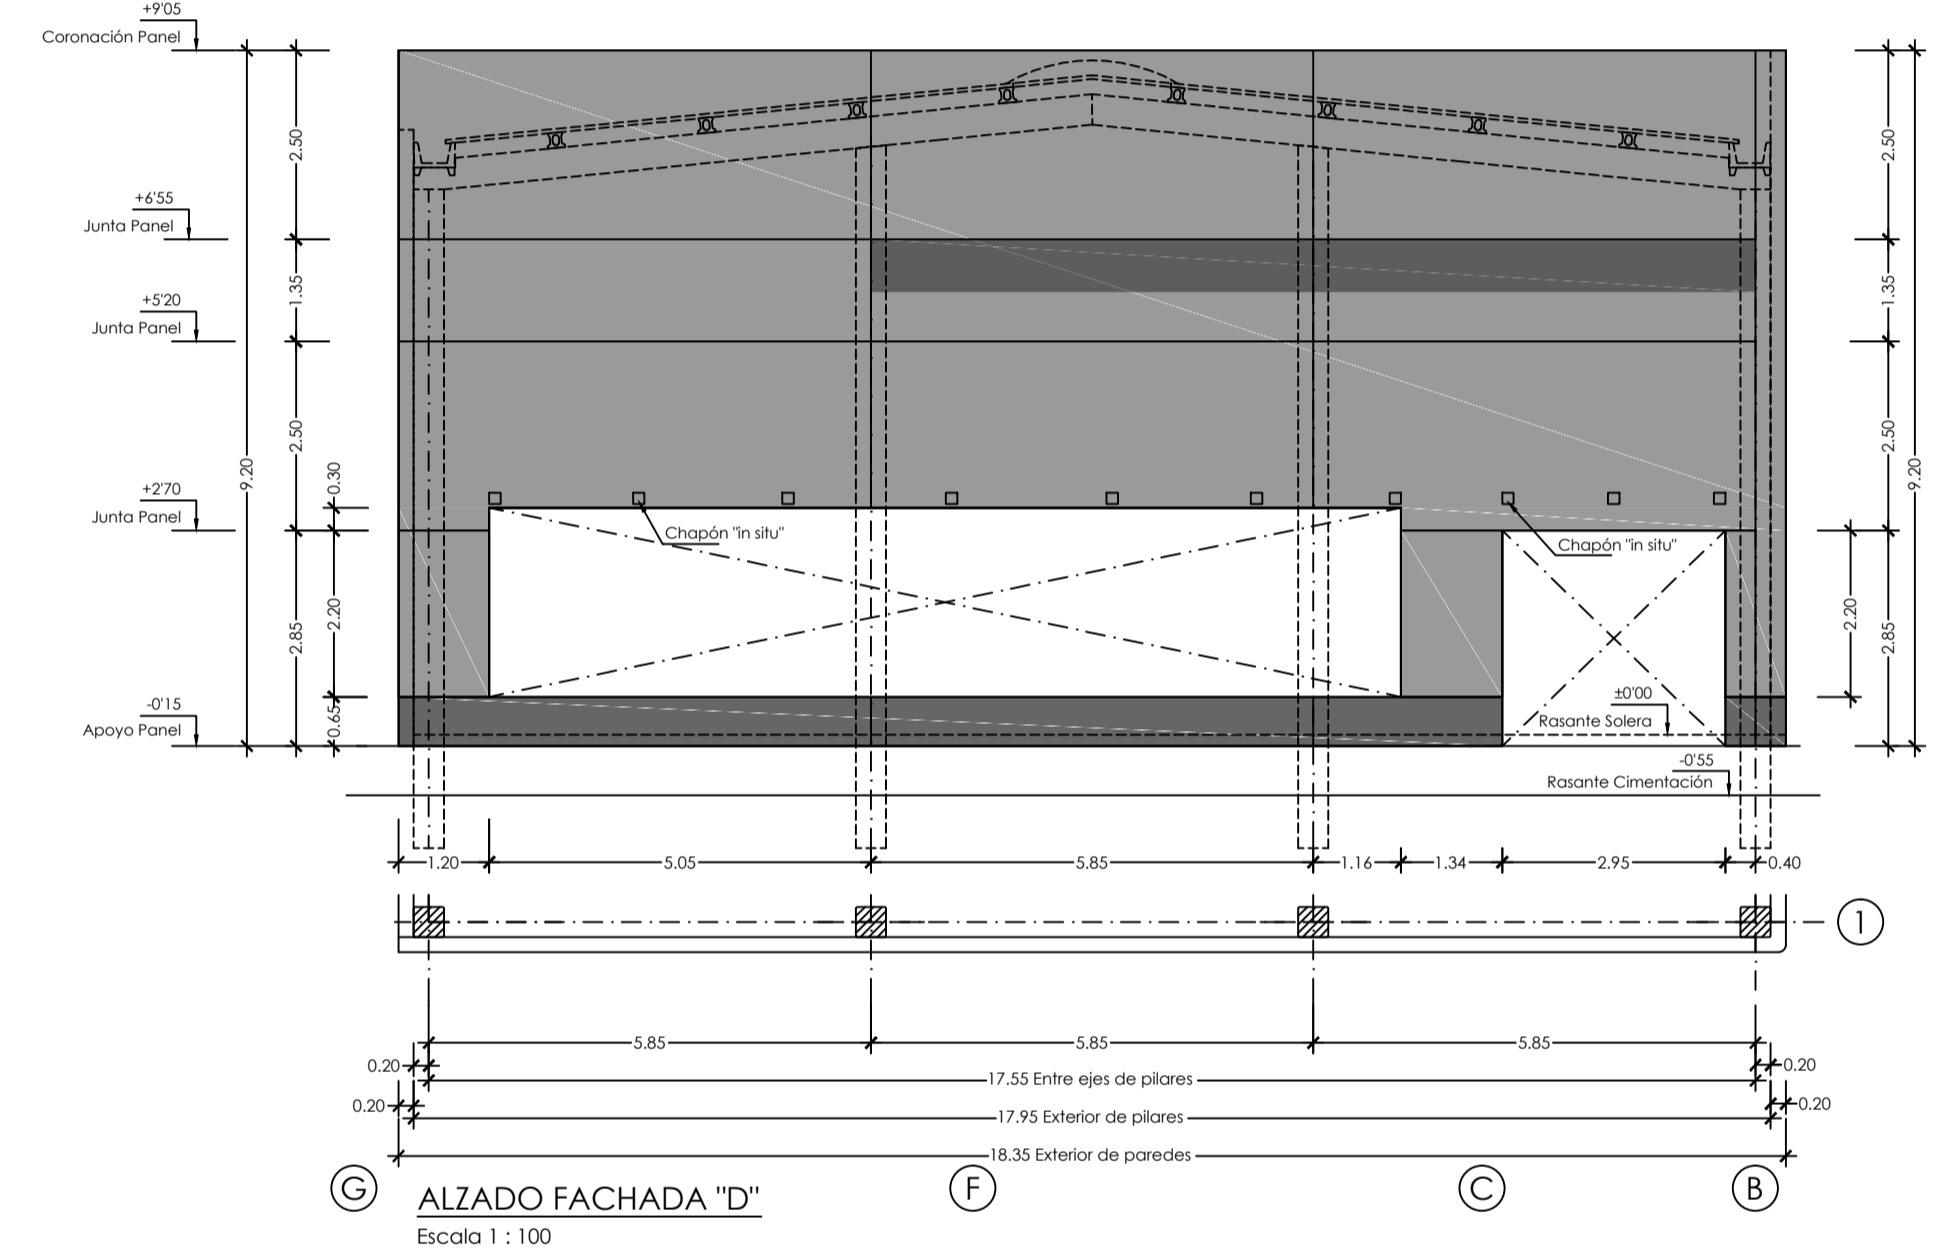 +9'05
Coronación Panel
+6'55
Junta Panel
+5'20
Junta Panel
+2'70
Junta Panel
-0'15
Apoyo Panel
9.20
2.50
1.35
2.50
2.85
0.30
2.20
0.65
Chapón "in situ"
Chapón "in situ"
±0'00
Rasante Solera
-0'55
Rasante Cimentación
2.50
1.35
2.50
2.85
2.20
9.20
1.20 5.05 5.85 1.16 1.34 2.95 0.40
1
5.85 5.85 5.85
0.20 0.20
17.55 Entre ejes de pilares
0.20 0.20
17.95 Exterior de pilares
18.35 Exterior de paredes
G F C B
ALZADO FACHADA "D"
Escala 1 : 100